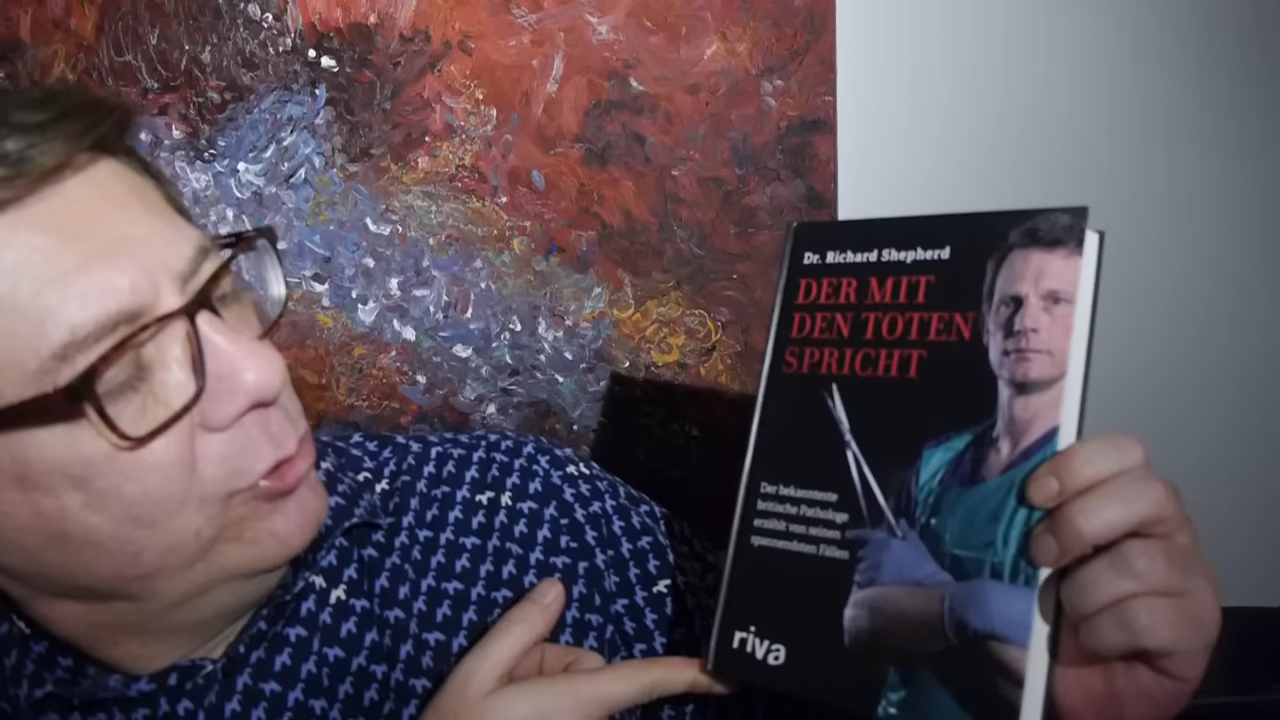 Dr. Richard Shepherd
DER MIT
DEN TOTEN
SPRICHT
Der bekannteste
britische Pathologe
erzählt von seinen
spannendsten Fällen
riva